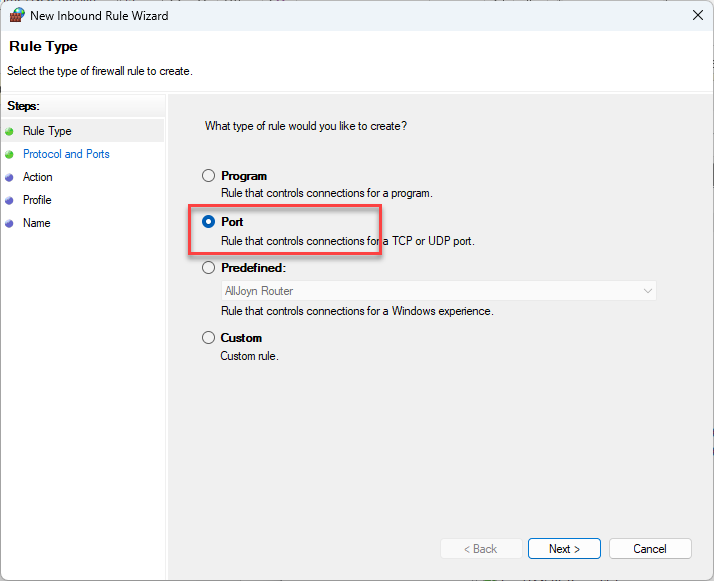 New Inbound Rule Wizard
Rule Type
Select the type of firewall rule to create.
Steps:
Rule Type
Protocol and Ports
Action
Profile
Name
What type of rule would you like to create?
Program
Rule that controls connections for a program.
Port
Rule that controls connections for a TCP or UDP port.
Predefined:
AllJoyn Router
Rule that controls connections for a Windows experience.
Custom
Custom rule.
< Back
Next >
Cancel